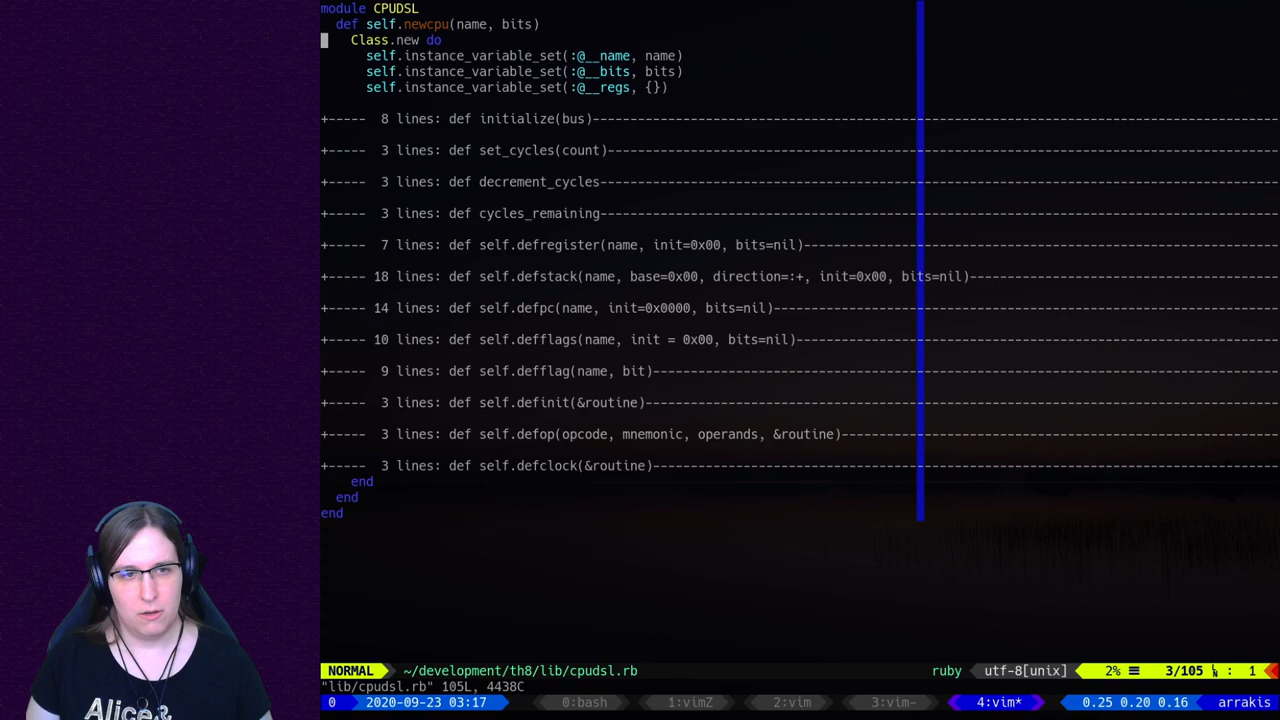 module CPUDSL
  def self.newcpu(name, bits)
    Class.new do
      self.instance_variable_set(:@__name, name)
      self.instance_variable_set(:@__bits, bits)
      self.instance_variable_set(:@__regs, {})
+-----  8 lines: def initialize(bus)
+-----  3 lines: def set_cycles(count)
+-----  3 lines: def decrement_cycles
+-----  3 lines: def cycles_remaining
+-----  7 lines: def self.defregister(name, init=0x00, bits=nil)
+----- 18 lines: def self.defstack(name, base=0x00, direction=:+, init=0x00, bits=nil)
+----- 14 lines: def self.defpc(name, init=0x0000, bits=nil)
+----- 10 lines: def self.defflags(name, init = 0x00, bits=nil)
+-----  9 lines: def self.defflag(name, bit)
+-----  3 lines: def self.definit(&routine)
+-----  3 lines: def self.defop(opcode, mnemonic, operands, &routine)
+-----  3 lines: def self.defclock(&routine)
    end
  end
end
NORMAL ~/development/th8/lib/cpudsl.rb ruby utf-8[unix] 2% ☰ 3/105 ㏑ : 1
"lib/cpudsl.rb" 105L, 4438C
0 2020-09-23 03:17 0:bash 1:vimZ 2:vim 3:vim- 4:vim* 0.25 0.20 0.16 arrakis
Alice&